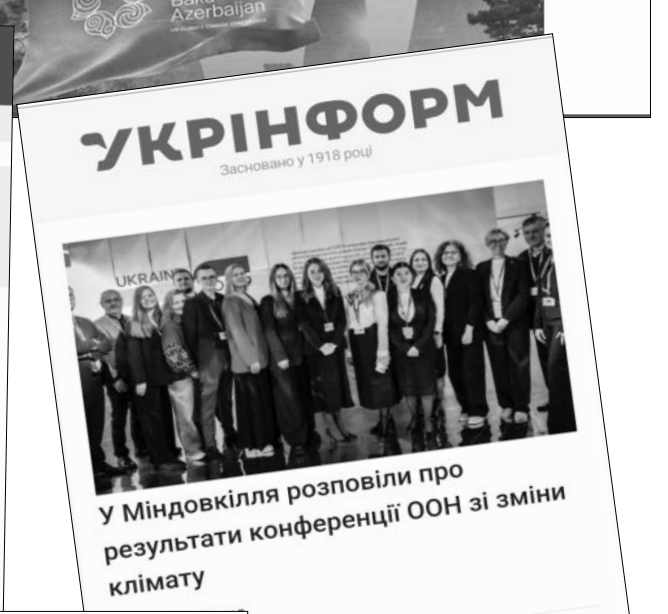 Baku
Azerbaijan
УКРІНФОРМ
Засновано у 1918 році
UKRAIN
У Міндовкілля розповіли про
результати конференції ООН зі зміни
клімату